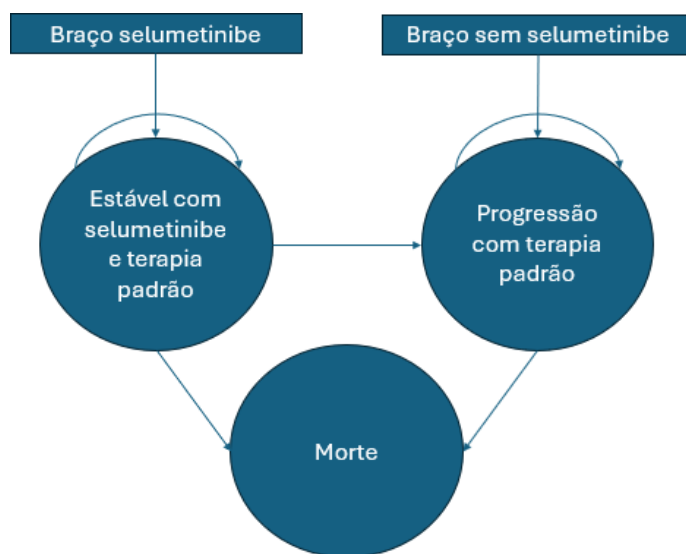 Braço selumetinibe
Braço sem selumetinibe
Estável com
selumetinibe
e terapia
padrão
Progressão
com terapia
padrão
Morte